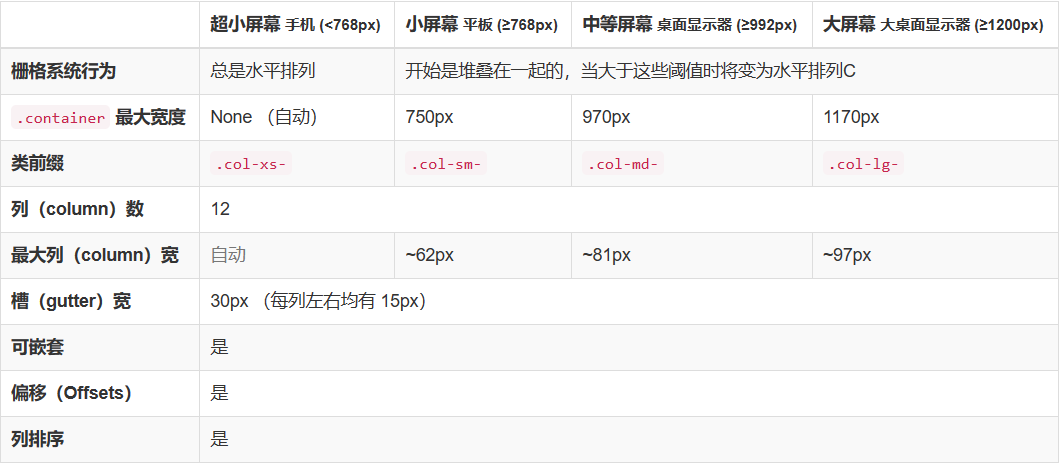 超小屏幕 手机 (<768px) 小屏幕 平板 (≥768px) 中等屏幕 桌面显示器 (≥992px) 大屏幕 大桌面显示器 (≥1200px)
栅格系统行为 总是水平排列 开始是堆叠在一起的，当大于这些阈值时将变为水平排列C
.container 最大宽度 None （自动） 750px 970px 1170px
类前缀 .col-xs- .col-sm- .col-md- .col-lg-
列（column）数 12
最大列（column）宽 自动 ~62px ~81px ~97px
槽（gutter）宽 30px （每列左右均有 15px）
可嵌套 是
偏移（Offsets） 是
列排序 是